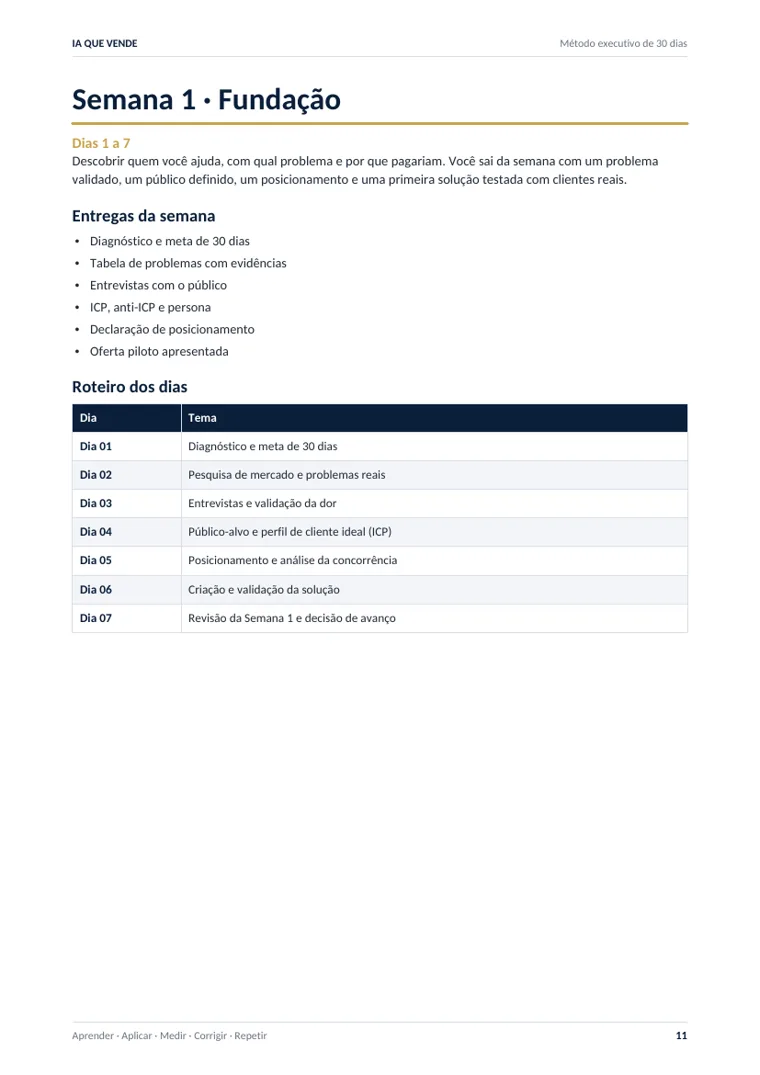 IA QUE VENDE
Método executivo de 30 dias
Semana 1 · Fundação
Dias 1 a 7
Descobrir quem você ajuda, com qual problema e por que pagariam. Você sai da semana com um problema
validado, um público definido, um posicionamento e uma primeira solução testada com clientes reais.
Entregas da semana
• Diagnóstico e meta de 30 dias
• Tabela de problemas com evidências
• Entrevistas com o público
• ICP, anti-ICP e persona
• Declaração de posicionamento
• Oferta piloto apresentada
Roteiro dos dias
Dia Tema
Dia 01 Diagnóstico e meta de 30 dias
Dia 02 Pesquisa de mercado e problemas reais
Dia 03 Entrevistas e validação da dor
Dia 04 Público-alvo e perfil de cliente ideal (ICP)
Dia 05 Posicionamento e análise da concorrência
Dia 06 Criação e validação da solução
Dia 07 Revisão da Semana 1 e decisão de avanço
Aprender · Aplicar · Medir · Corrigir · Repetir
11